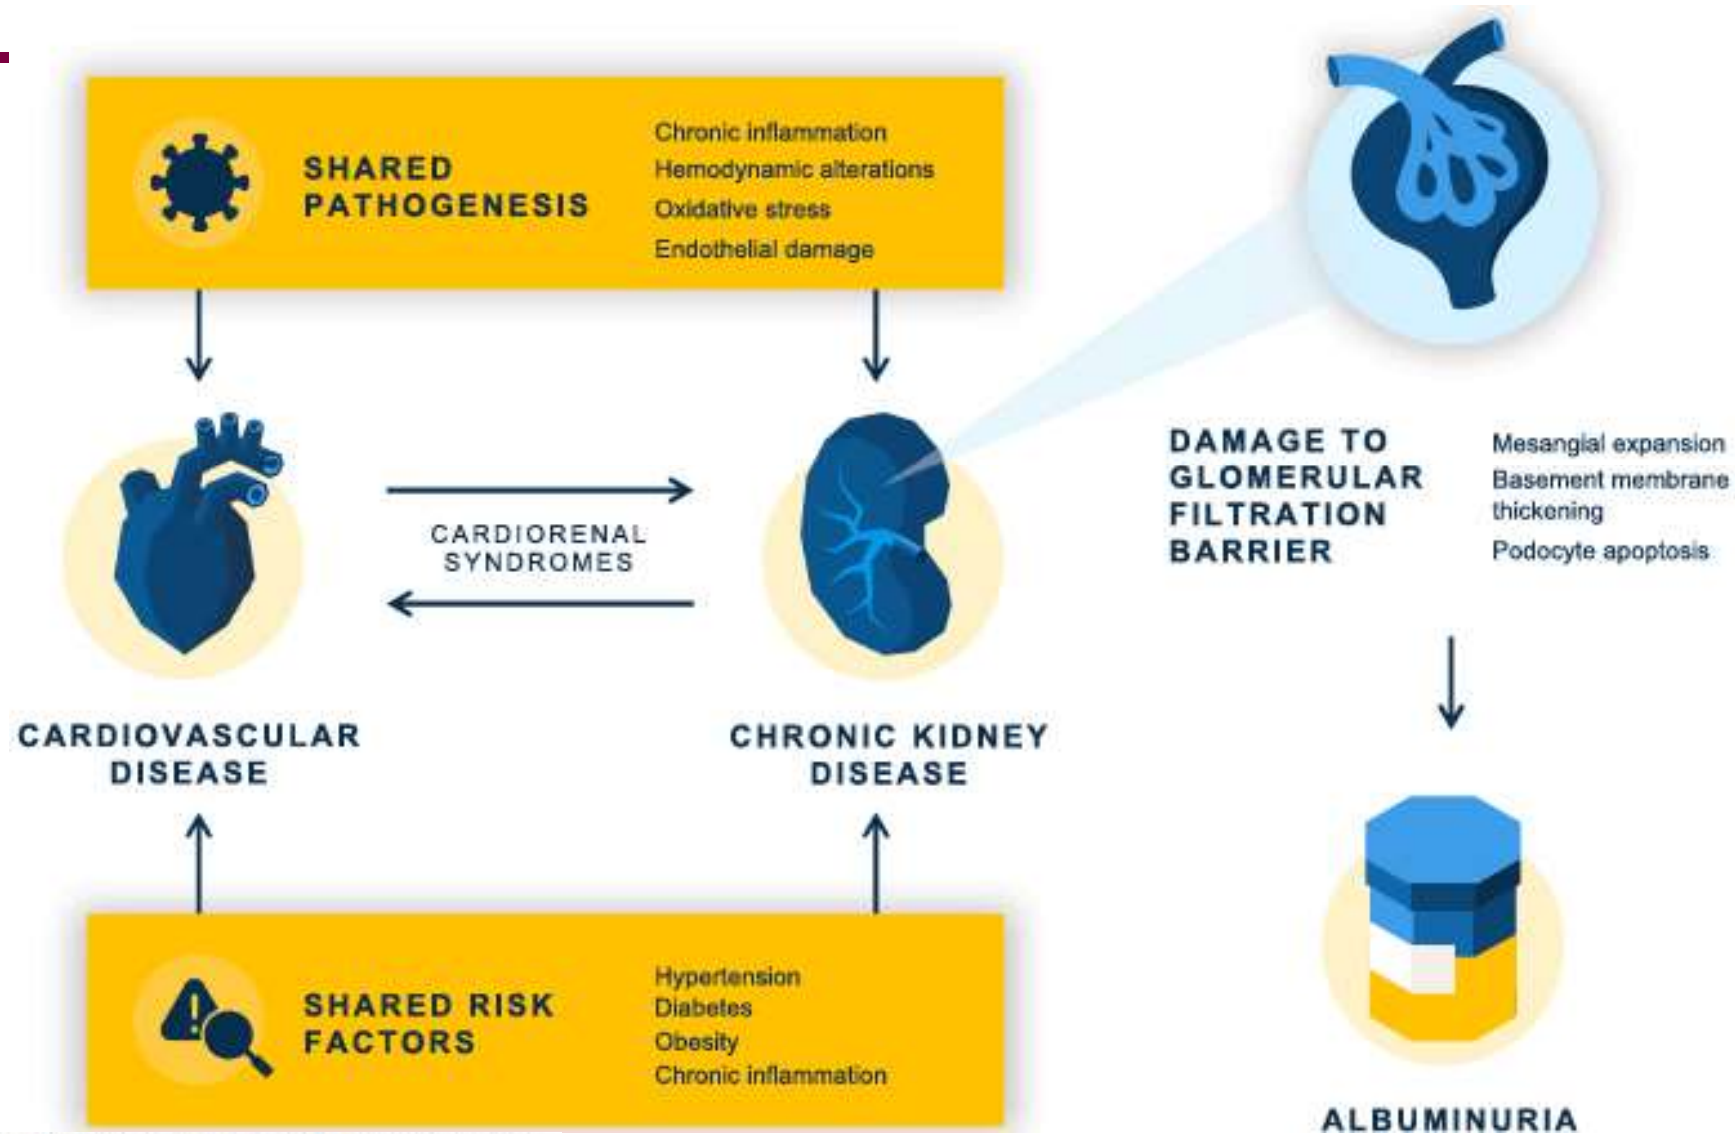 SHARED
PATHOGENESIS
Chronic inflammation
Hemodynamic alterations
Oxidative stress
Endothelial damage
CARDIORENAL
SYNDROMES
CARDIOVASCULAR
DISEASE
CHRONIC KIDNEY
DISEASE
SHARED RISK
FACTORS
Hypertension
Diabetes
Obesity
Chronic inflammation
DAMAGE TO
GLOMERULAR
FILTRATION
BARRIER
Mesangial expansion
Basement membrane
thickening
Podocyte apoptosis
ALBUMINURIA